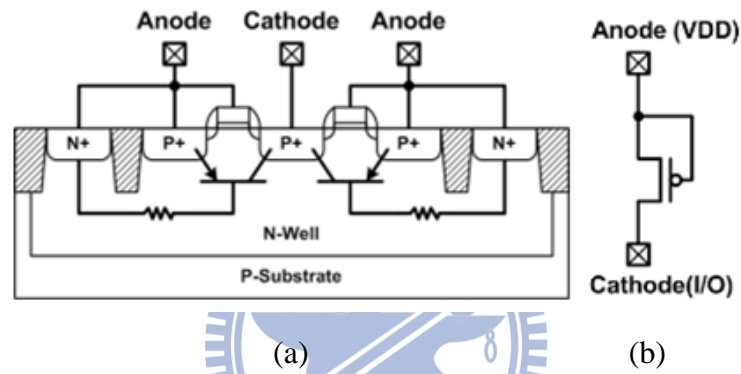 Anode Cathode Anode
N+ P+ P+ P+ N+
N-Well
P-Substrate
(a)
Anode (VDD)
Cathode(I/O)
(b)